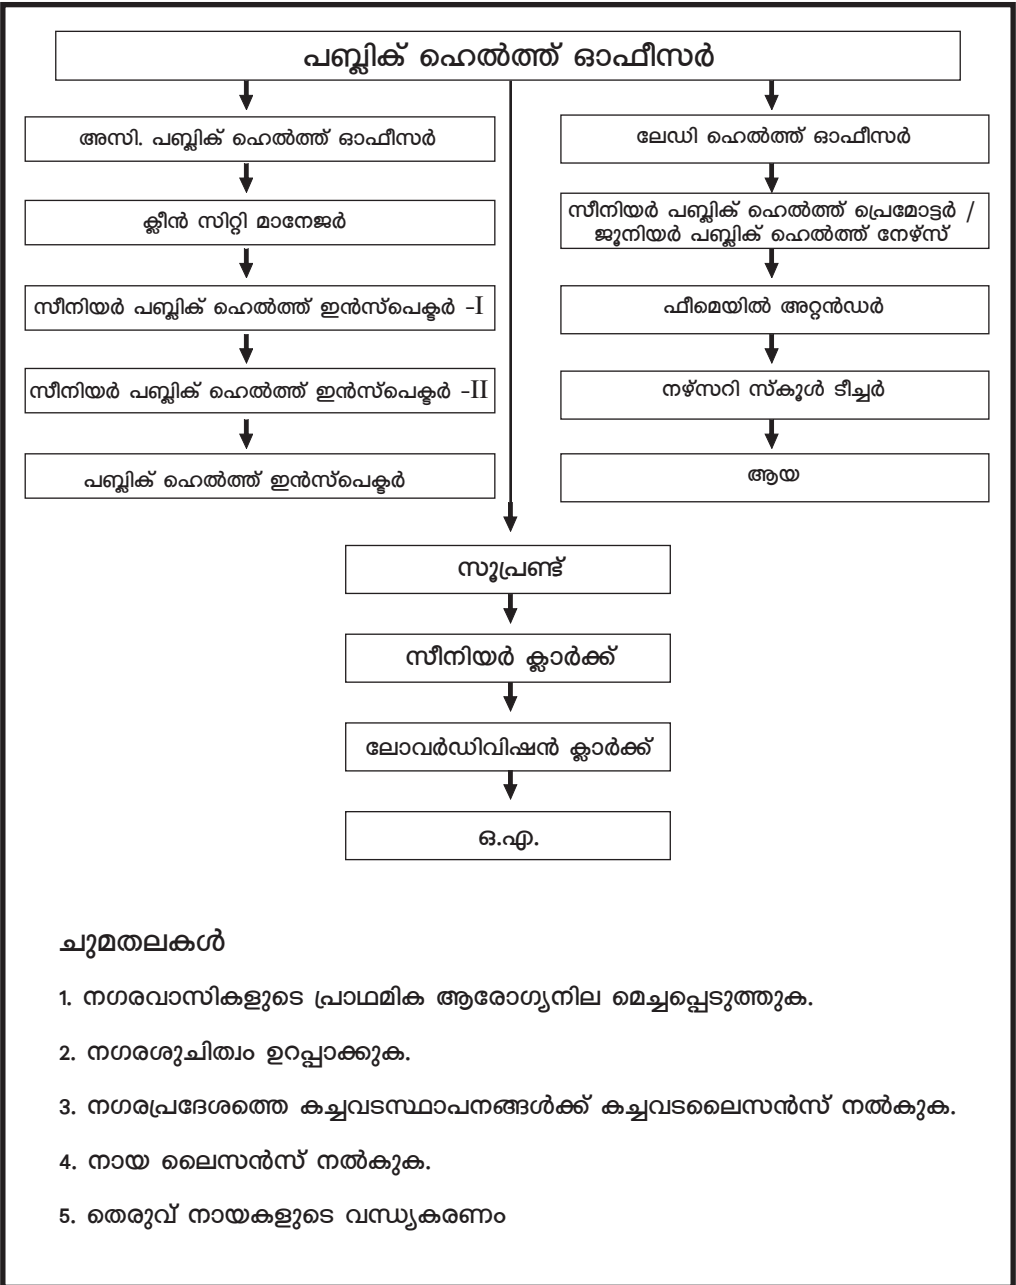 പബ്ലിക് ഹെൽത്ത് ഓഫീസർ
അസി. പബ്ലിക് ഹെൽത്ത് ഓഫീസർ
ക്ലീൻ സിറ്റി മാനേജർ
സീനിയർ പബ്ലിക് ഹെൽത്ത് ഇൻസ്പെക്ടർ -I
സീനിയർ പബ്ലിക് ഹെൽത്ത് ഇൻസ്പെക്ടർ -II
പബ്ലിക് ഹെൽത്ത് ഇൻസ്പെക്ടർ
ലേഡി ഹെൽത്ത് ഓഫീസർ
സീനിയർ പബ്ലിക് ഹെൽത്ത് പ്രെമോട്ടർ /
ജൂനിയർ പബ്ലിക് ഹെൽത്ത് നേഴ്സ്
ഫീമെയിൽ അറ്റൻഡർ
നഴ്സറി സ്കൂൾ ടീച്ചർ
ആയ
സൂപ്രണ്ട്
സീനിയർ ക്ലാർക്ക്
ലോവർഡിവിഷൻ ക്ലാർക്ക്
ഒ.എ.
ചുമതലകൾ
1. നഗരവാസികളുടെ പ്രാഥമിക ആരോഗ്യനില മെച്ചപ്പെടുത്തുക.
2. നഗരശുചിത്വം ഉറപ്പാക്കുക.
3. നഗരപ്രദേശത്തെ കച്ചവടസ്ഥാപനങ്ങൾക്ക് കച്ചവടലൈസൻസ് നൽകുക.
4. നായ ലൈസൻസ് നൽകുക.
5. തെരുവ് നായകളുടെ വന്ധ്യകരണം